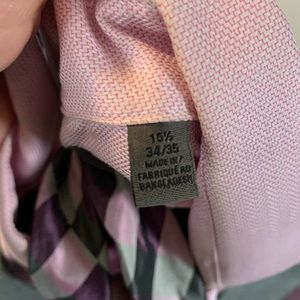 15½
34/35
MADE IN/
FABRIQUÉ AU
BANGLADESH